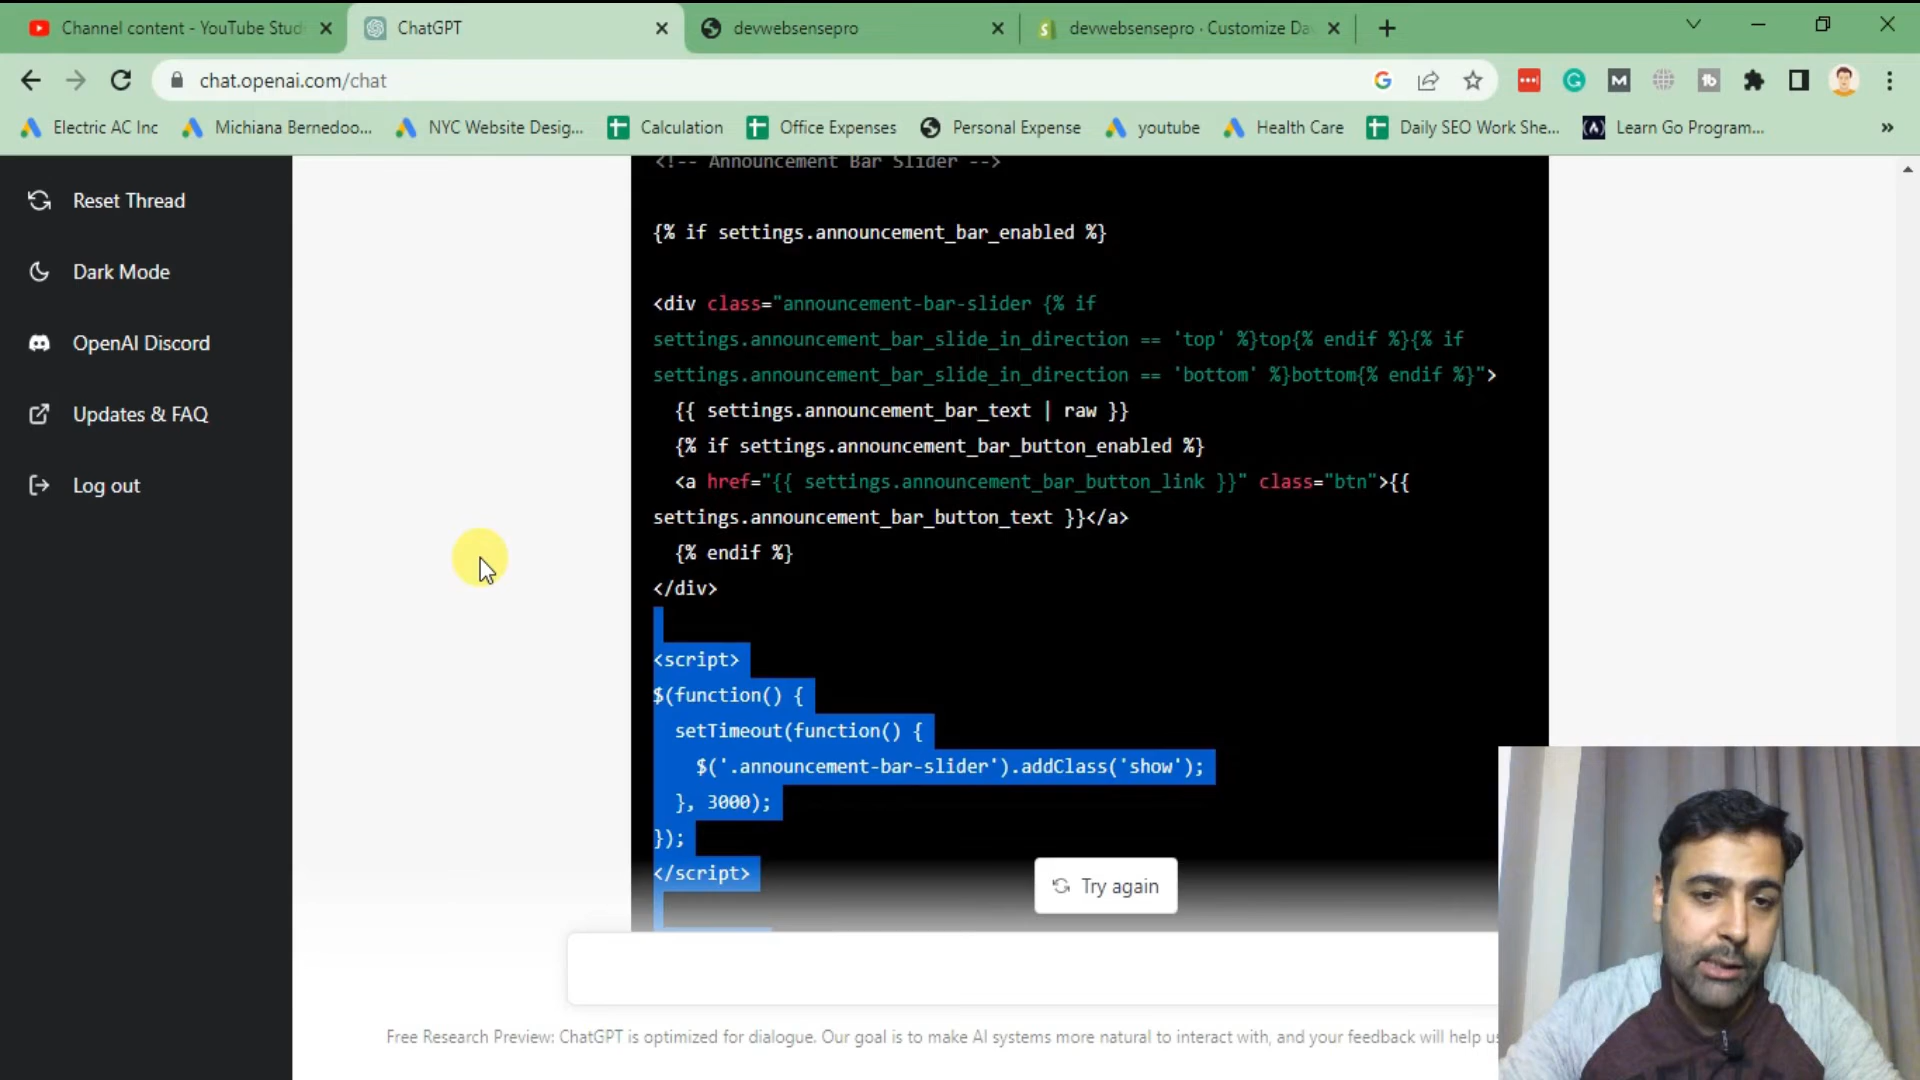 Channel content - YouTube Stud
ChatGPT
devwebsensepro
devwebsensepro · Customize Da
chat.openai.com/chat
Electric AC Inc
Michiana Bernedoo...
NYC Website Desig...
Calculation
Office Expenses
Personal Expense
youtube
Health Care
Daily SEO Work She...
Learn Go Program...
»
Reset Thread
Dark Mode
OpenAI Discord
Updates & FAQ
Log out
<!-- Announcement Bar Slider -->
{% if settings.announcement_bar_enabled %}
<div class="announcement-bar-slider {% if
settings.announcement_bar_slide_in_direction == 'top' %}top{% endif %}{% if
settings.announcement_bar_slide_in_direction == 'bottom' %}bottom{% endif %}">
{{ settings.announcement_bar_text | raw }}
{% if settings.announcement_bar_button_enabled %}
<a href="{{ settings.announcement_bar_button_link }}" class="btn">{{
settings.announcement_bar_button_text }}</a>
{% endif %}
</div>
<script>
$(function() {
setTimeout(function() {
$('.announcement-bar-slider').addClass('show');
}, 3000);
});
</script>
Try again
Free Research Preview: ChatGPT is optimized for dialogue. Our goal is to make AI systems more natural to interact with, and your feedback will help us